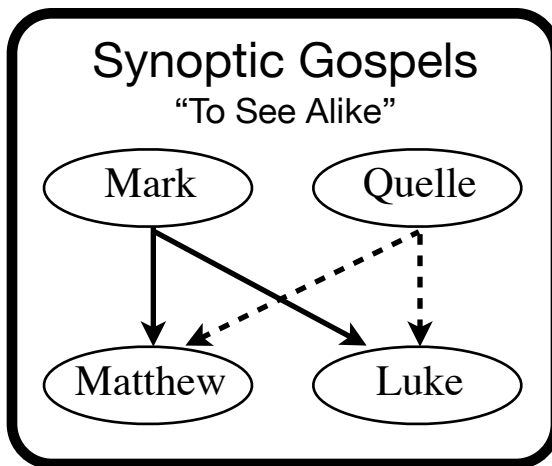 Synoptic Gospels
“To See Alike”
Mark Quelle
Matthew Luke